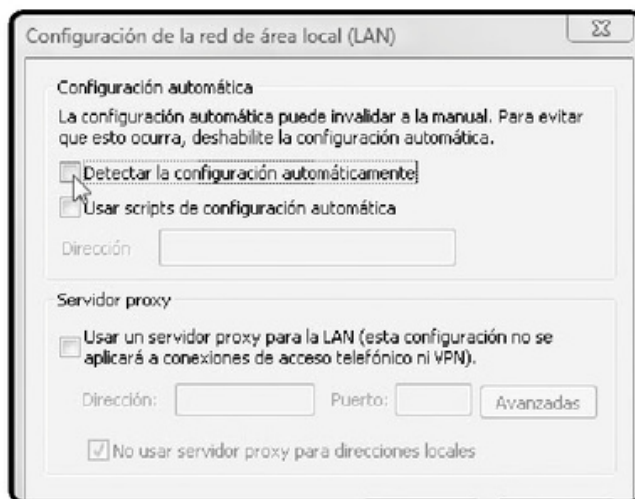 Configuración de la red de área local (LAN)
Configuración automática
La configuración automática puede invalidar a la manual. Para evitar
que esto ocurra, deshabilite la configuración automática.
Detectar la configuración automáticamente
Usar scripts de configuración automática
Dirección
Servidor proxy
Usar un servidor proxy para la LAN (esta configuración no se
aplicará a conexiones de acceso telefónico ni VPN).
Dirección: Puerto: Avanzadas
No usar servidor proxy para direcciones locales